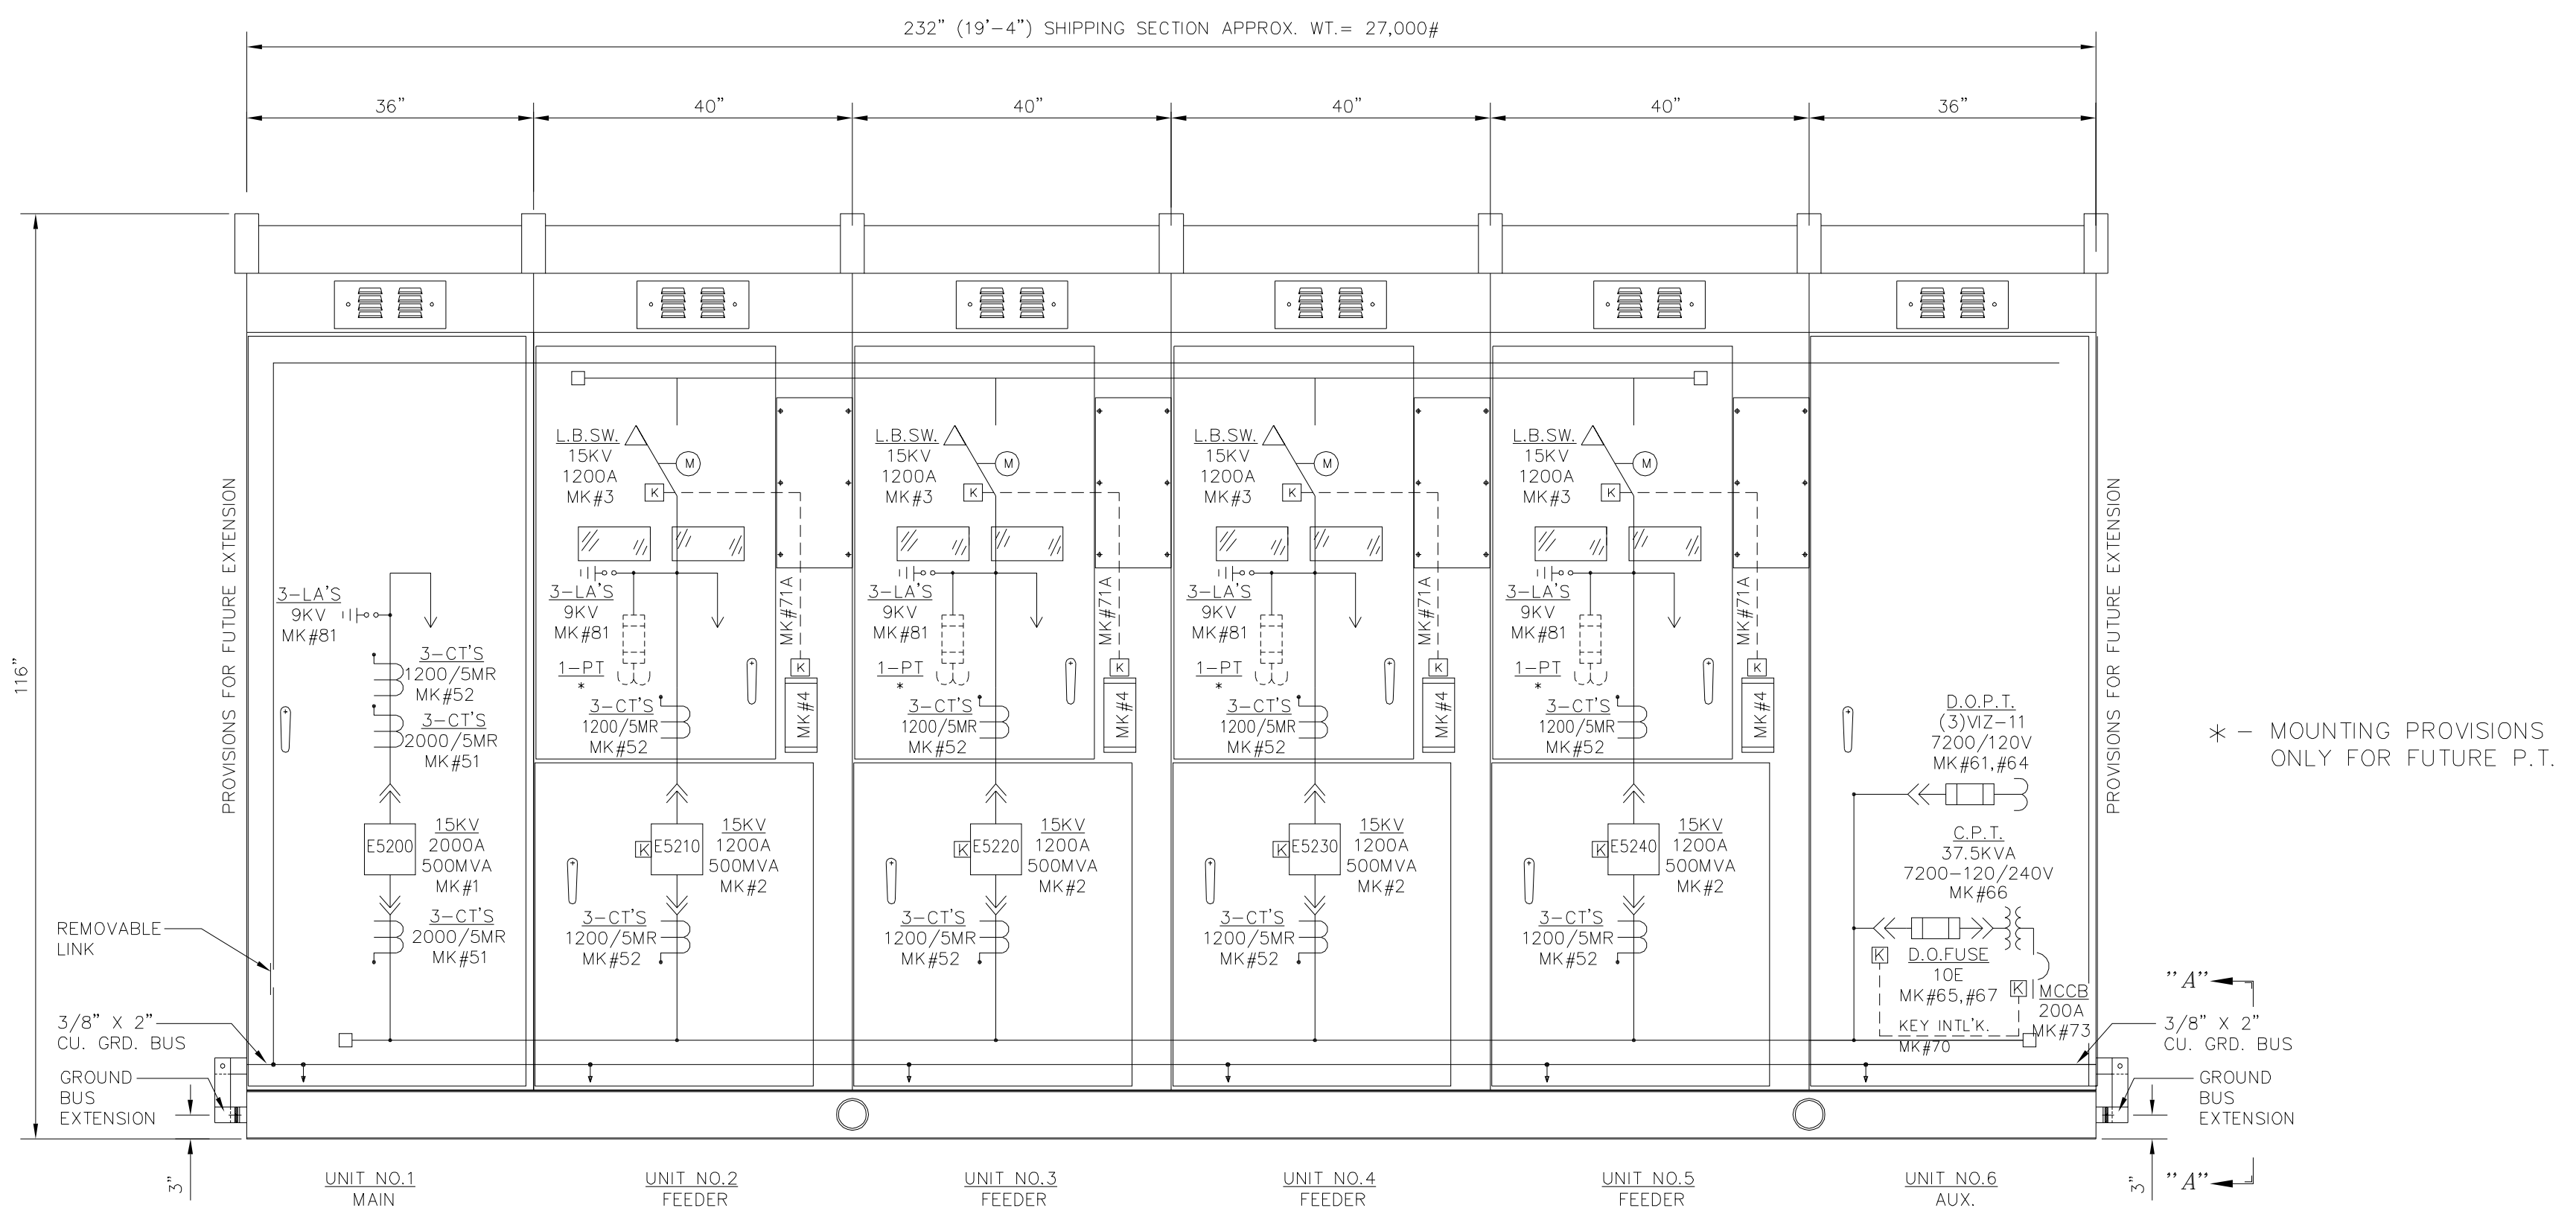 232" (19'-4") SHIPPING SECTION APPROX. WT.= 27,000#
36"
40"
40"
40"
40"
36"
116"
PROVISIONS FOR FUTURE EXTENSION
3-LA'S
9KV
MK#81
3-CT'S
1200/5MR
MK#52
3-CT'S
2000/5MR
MK#51
E5200
15KV
2000A
500MVA
MK#1
3-CT'S
2000/5MR
MK#51
REMOVABLE
LINK
3/8" X 2"
CU. GRD. BUS
GROUND
BUS
EXTENSION
3"
UNIT NO.1
MAIN
L.B.SW.
15KV
1200A
MK#3
M
K
3-LA'S
9KV
MK#81
1-PT
*
MK#71A
K
MK#4
3-CT'S
1200/5MR
MK#52
K
E5210
15KV
1200A
500MVA
MK#2
3-CT'S
1200/5MR
MK#52
UNIT NO.2
FEEDER
L.B.SW.
15KV
1200A
MK#3
M
K
3-LA'S
9KV
MK#81
1-PT
*
MK#71A
K
MK#4
3-CT'S
1200/5MR
MK#52
K
E5220
15KV
1200A
500MVA
MK#2
3-CT'S
1200/5MR
MK#52
UNIT NO.3
FEEDER
L.B.SW.
15KV
1200A
MK#3
M
K
3-LA'S
9KV
MK#81
1-PT
*
MK#71A
K
MK#4
3-CT'S
1200/5MR
MK#52
K
E5230
15KV
1200A
500MVA
MK#2
3-CT'S
1200/5MR
MK#52
UNIT NO.4
FEEDER
L.B.SW.
15KV
1200A
MK#3
M
K
3-LA'S
9KV
MK#81
1-PT
*
MK#71A
K
MK#4
3-CT'S
1200/5MR
MK#52
K
E5240
15KV
1200A
500MVA
MK#2
3-CT'S
1200/5MR
MK#52
UNIT NO.5
FEEDER
D.O.P.T.
(3)VIZ-11
7200/120V
MK#61,#64
C.P.T.
37.5KVA
7200-120/240V
MK#66
K
D.O.FUSE
10E
MK#65,#67
K
MCCB
200A
MK#73
KEY INTL'K.
MK#70
UNIT NO.6
AUX.
PROVISIONS FOR FUTURE EXTENSION
* - MOUNTING PROVISIONS
ONLY FOR FUTURE P.T.
"A"
3/8" X 2"
CU. GRD. BUS
GROUND
BUS
EXTENSION
3"
"A"